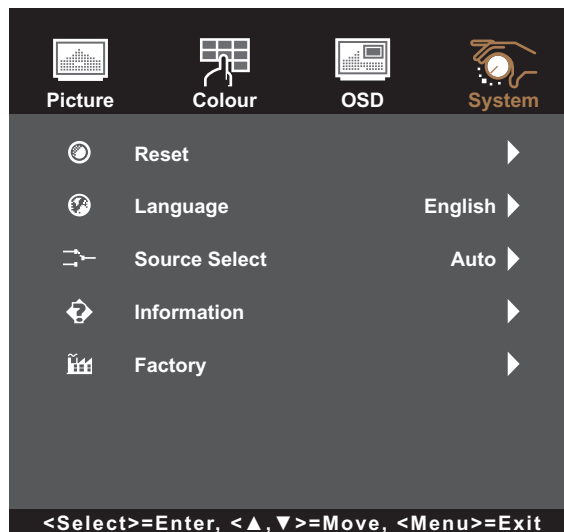 Picture Colour OSD System
Reset
Language English
Source Select Auto
Information
Factory
<Select>=Enter, <▲,▼>=Move, <Menu>=Exit